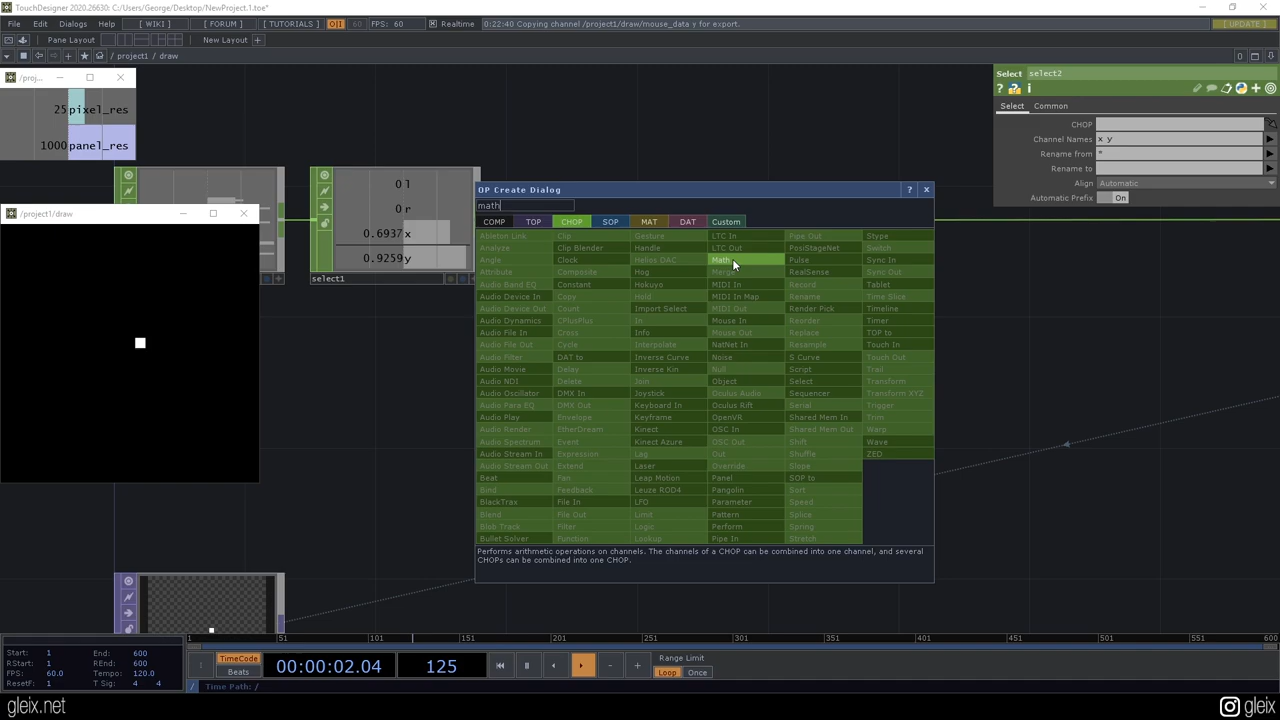 TouchDesigner 2020.26630: C:/Users/George/Desktop/NewProject.1.toe*
File Edit Dialogs Help [ WIKI ] [ FORUM ] [ TUTORIALS ] O|I FPS: 60 Realtime 0:22:40 Copying channel /project1/draw/mouse_data y for export. [ UPDATE ]
Pane Layout New Layout +
/ project1 / draw 0
/proj...
25 pixel_res
1000 panel_res
Select select2
? i
Select Common
CHOP
Channel Names x y
Rename from *
Rename to
Align Automatic
Automatic Prefix On
0 l
0 r
0.6937 x
0.9259 y
select1
/project1/draw
OP Create Dialog ?
math
COMP TOP CHOP SOP MAT DAT Custom
Ableton Link Clip Gesture LTC In Pipe Out Stype
Analyze Clip Blender Handle LTC Out PosiStageNet Switch
Angle Clock Helios DAC Math Pulse Sync In
Attribute Composite Hog Merge RealSense Sync Out
Audio Band EQ Constant Hokuyo MIDI In Record Tablet
Audio Device In Copy Hold MIDI In Map Rename Time Slice
Audio Device Out Count Import Select MIDI Out Render Pick Timeline
Audio Dynamics CPlusPlus In Mouse In Reorder Timer
Audio File In Cross Info Mouse Out Replace TOP to
Audio File Out Cycle Interpolate NatNet In Resample Touch In
Audio Filter DAT to Inverse Curve Noise S Curve Touch Out
Audio Movie Delay Inverse Kin Null Script Trail
Audio NDI Delete Join Object Select Transform
Audio Oscillator DMX In Joystick Oculus Audio Sequencer Transform XYZ
Audio Para EQ DMX Out Keyboard In Oculus Rift Serial Trigger
Audio Play Envelope Keyframe OpenVR Shared Mem In Trim
Audio Render EtherDream Kinect OSC In Shared Mem Out Warp
Audio Spectrum Event Kinect Azure OSC Out Shift Wave
Audio Stream In Expression Lag Out Shuffle ZED
Audio Stream Out Extend Laser Override Slope
Beat Fan Leap Motion Panel SOP to
Bind Feedback Leuze ROD4 Pangolin Sort
BlackTrax File In LFO Parameter Speed
Blend File Out Limit Pattern Splice
Blob Track Filter Logic Perform Spring
Bullet Solver Function Lookup Pipe In Stretch
Performs arithmetic operations on channels. The channels of a CHOP can be combined into one channel, and several
CHOPs can be combined into one CHOP.
1 51 101 151 201 251 301 351 401 451 501 551 600
Start: 1 End: 600
RStart: 1 REnd: 600
FPS: 60.0 Tempo: 120.0
ResetF: 1 T Sig: 4 4
TimeCode
Beats
00:00:02.04 125
Range Limit
Loop Once
/ Time Path: /
gleix.net
gleix